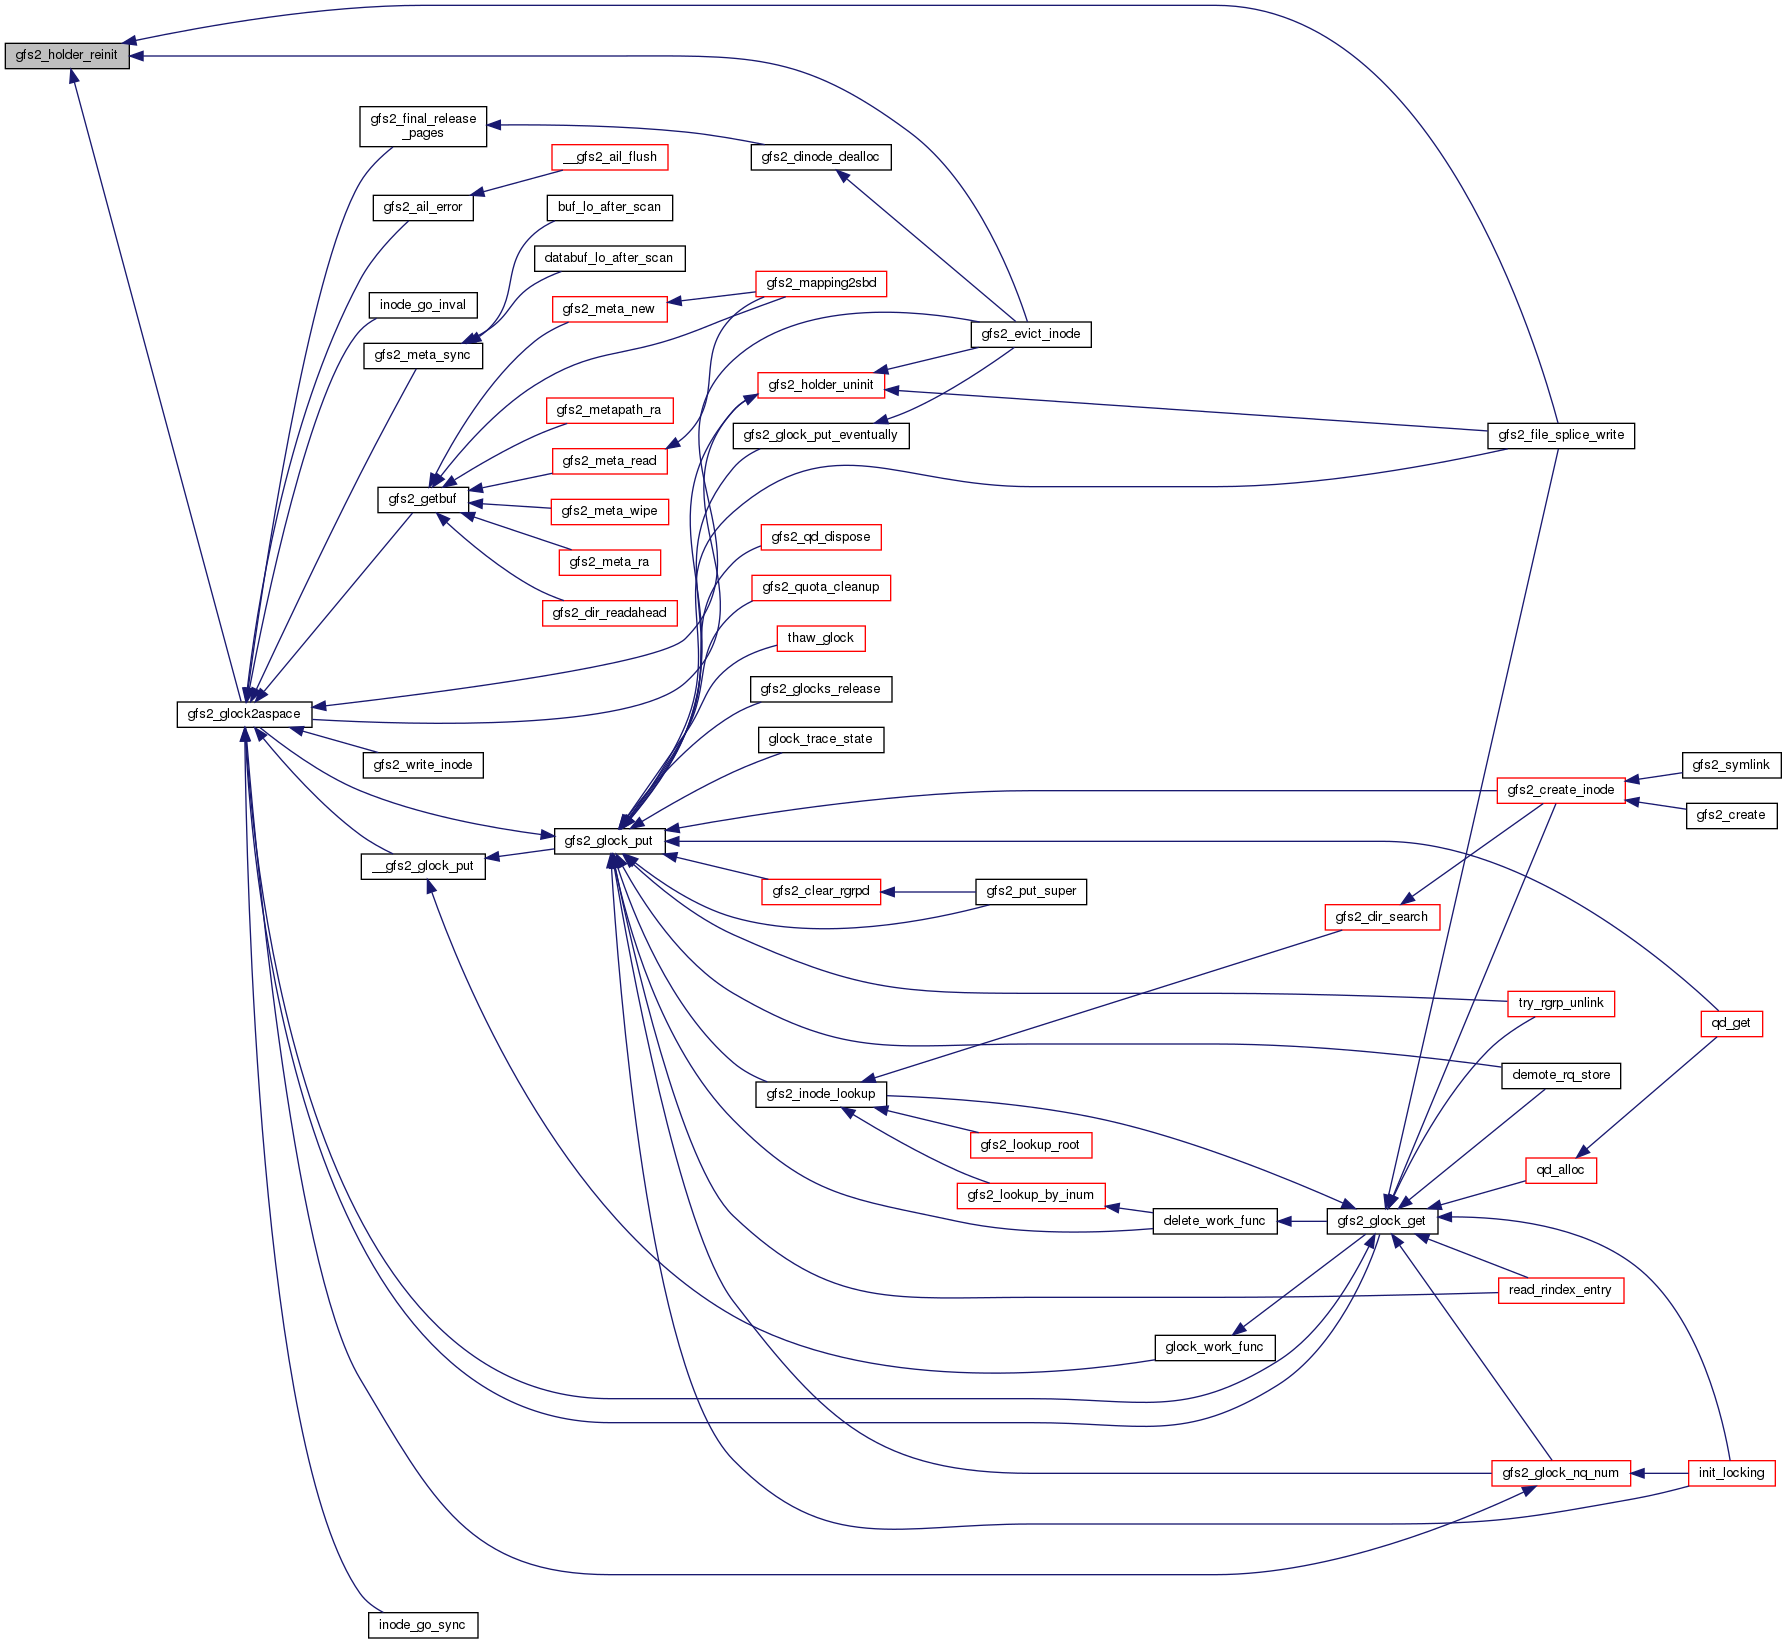 gfs2_holder_reinit
gfs2_final_release
_pages
__gfs2_ail_flush
gfs2_dinode_dealloc
gfs2_ail_error
buf_lo_after_scan
databuf_lo_after_scan
inode_go_inval
gfs2_meta_new
gfs2_mapping2sbd
gfs2_evict_inode
gfs2_meta_sync
gfs2_holder_uninit
gfs2_metapath_ra
gfs2_glock_put_eventually
gfs2_file_splice_write
gfs2_meta_read
gfs2_getbuf
gfs2_meta_wipe
gfs2_qd_dispose
gfs2_meta_ra
gfs2_quota_cleanup
gfs2_dir_readahead
thaw_glock
gfs2_glocks_release
gfs2_glock2aspace
glock_trace_state
gfs2_write_inode
gfs2_symlink
gfs2_create_inode
gfs2_create
gfs2_glock_put
__gfs2_glock_put
gfs2_clear_rgrpd
gfs2_put_super
gfs2_dir_search
try_rgrp_unlink
qd_get
demote_rq_store
gfs2_inode_lookup
gfs2_lookup_root
qd_alloc
gfs2_lookup_by_inum
delete_work_func
gfs2_glock_get
read_rindex_entry
glock_work_func
gfs2_glock_nq_num
init_locking
inode_go_sync